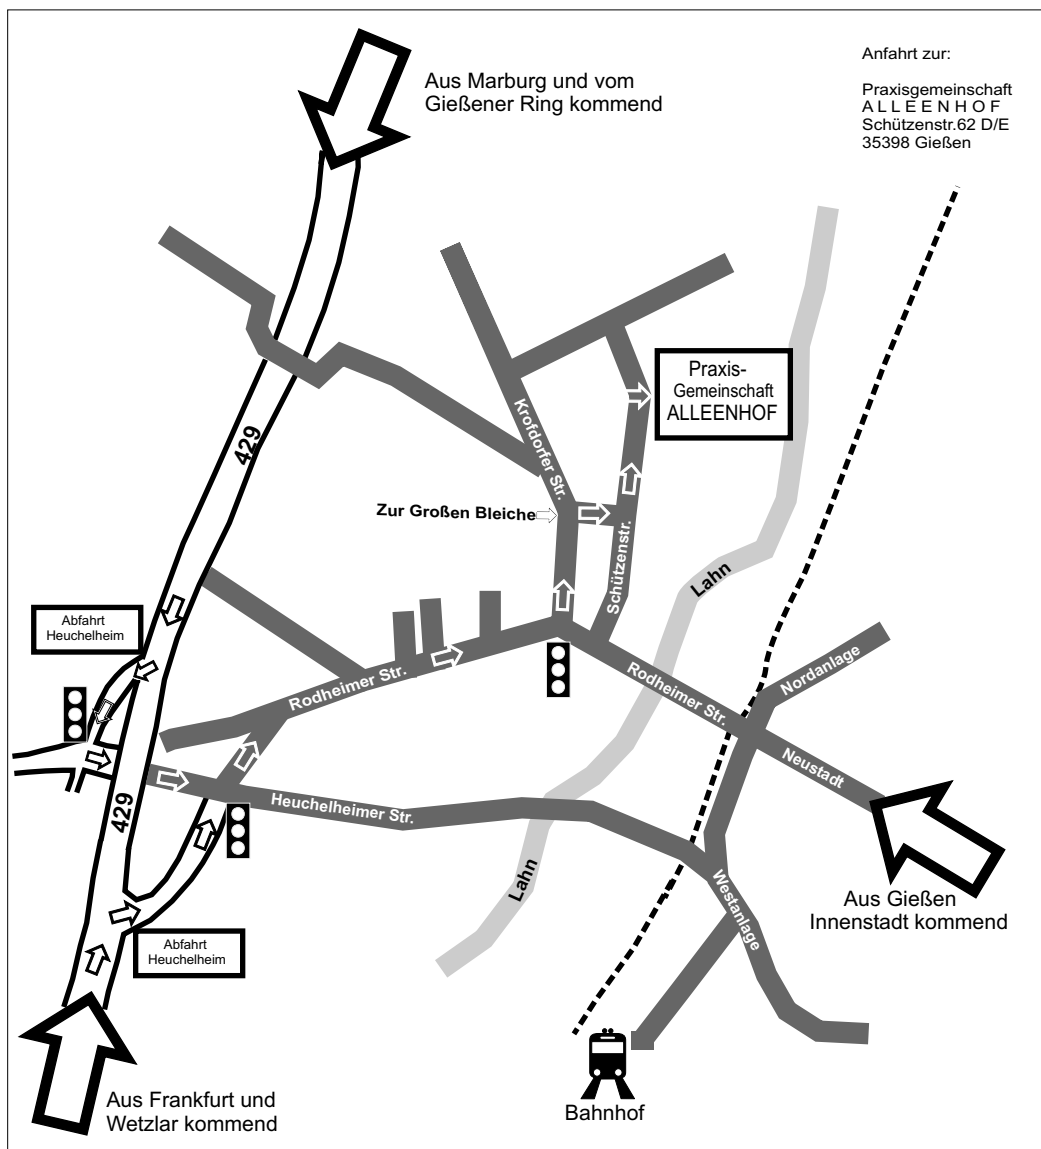 Aus Marburg und vom
Gießener Ring kommend
Anfahrt zur:
Praxisgemeinschaft
A L L E E N H O F
Schützenstr.62 D/E
35398 Gießen
Praxis-
Gemeinschaft
ALLEENHOF
Krofdorfer Str.
429
Zur Großen Bleiche
Schützenstr.
Lahn
Abfahrt
Heuchelheim
Rodheimer Str.
Rodheimer Str.
Nordanlage
Neustadt
429
Heuchelheimer Str.
Lahn
Westanlage
Aus Gießen
Innenstadt kommend
Abfahrt
Heuchelheim
Aus Frankfurt und
Wetzlar kommend
Bahnhof